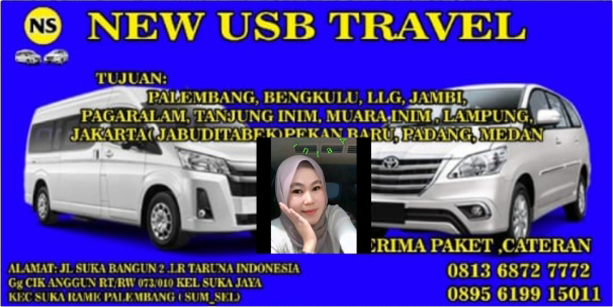 NS
NEW USB TRAVEL
TUJUAN:
PALEMBANG, BENGKULU, LLG, JAMBI,
PAGARALAM, TANJUNG INIM, MUARA INIM , LAMPUNG,
JAKARTA( JABUDITABEK)PEKAN BARU, PADANG, MEDAN
ERIMA PAKET ,CATERAN
ALAMAT: JL SUKA BANGUN 2 .LR TARUNA INDONESIA
Gg CIK ANGGUN RT/RW 073/010 KEL SUKA JAYA
KEC SUKA RAME PALEMBANG ( SUM_SEL)
0813 6872 7772
0895 6199 15011